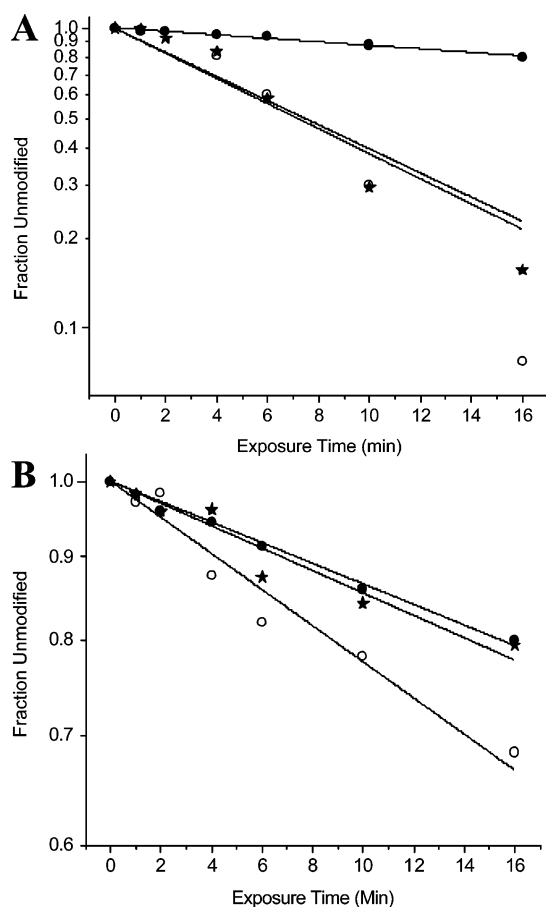 A
1.0
0.9
0.8
0.7
0.6
0.5
0.4
0.3
0.2
0.1
Fraction Unmodified
0 2 4 6 8 10 12 14 16
Exposure Time (min)
B
1.0
0.9
0.8
0.7
0.6
Fraction Unmodified
0 2 4 6 8 10 12 14 16
Exposure Time (Min)